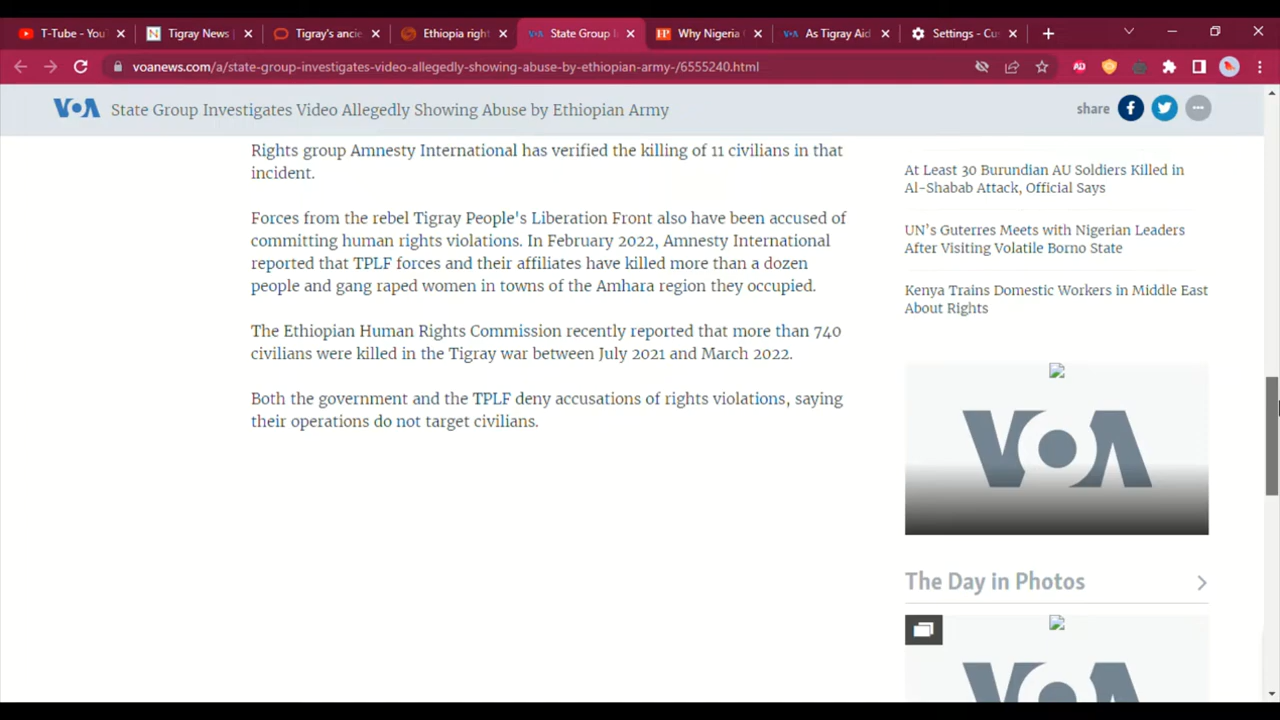 T-Tube - You
Tigray News |
Tigray's ancie
Ethiopia right
State Group I
Why Nigeria
As Tigray Aid
Settings - Cus
voanews.com/a/state-group-investigates-video-allegedly-showing-abuse-by-ethiopian-army-/6555240.html
VOA State Group Investigates Video Allegedly Showing Abuse by Ethiopian Army
share
Rights group Amnesty International has verified the killing of 11 civilians in that
incident.
Forces from the rebel Tigray People's Liberation Front also have been accused of
committing human rights violations. In February 2022, Amnesty International
reported that TPLF forces and their affiliates have killed more than a dozen
people and gang raped women in towns of the Amhara region they occupied.
The Ethiopian Human Rights Commission recently reported that more than 740
civilians were killed in the Tigray war between July 2021 and March 2022.
Both the government and the TPLF deny accusations of rights violations, saying
their operations do not target civilians.
At Least 30 Burundian AU Soldiers Killed in
Al-Shabab Attack, Official Says
UN's Guterres Meets with Nigerian Leaders
After Visiting Volatile Borno State
Kenya Trains Domestic Workers in Middle East
About Rights
VOA
The Day in Photos